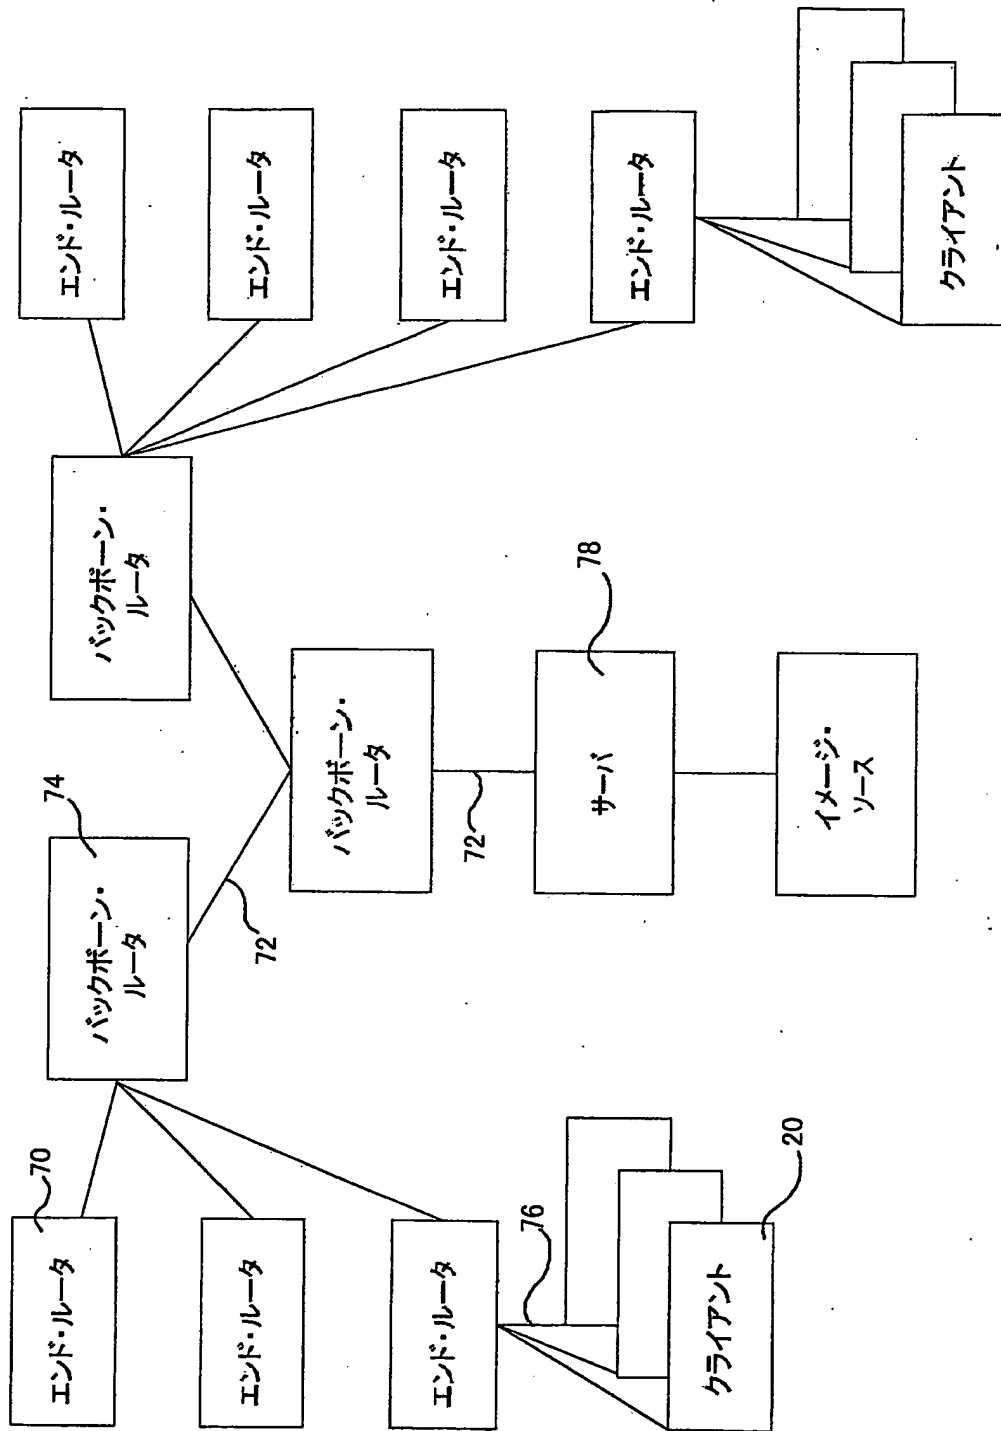 70
74
エンド・ルータ
バックボーン・
ルータ
バックボーン・
ルータ
エンド・ルータ
エンド・ルータ
72
エンド・ルータ
バックボーン・
ルータ
エンド・ルータ
エンド・ルータ
72
76
78
サーバ
エンド・ルータ
クライアント
20
イメージ・
ソース
クライアント